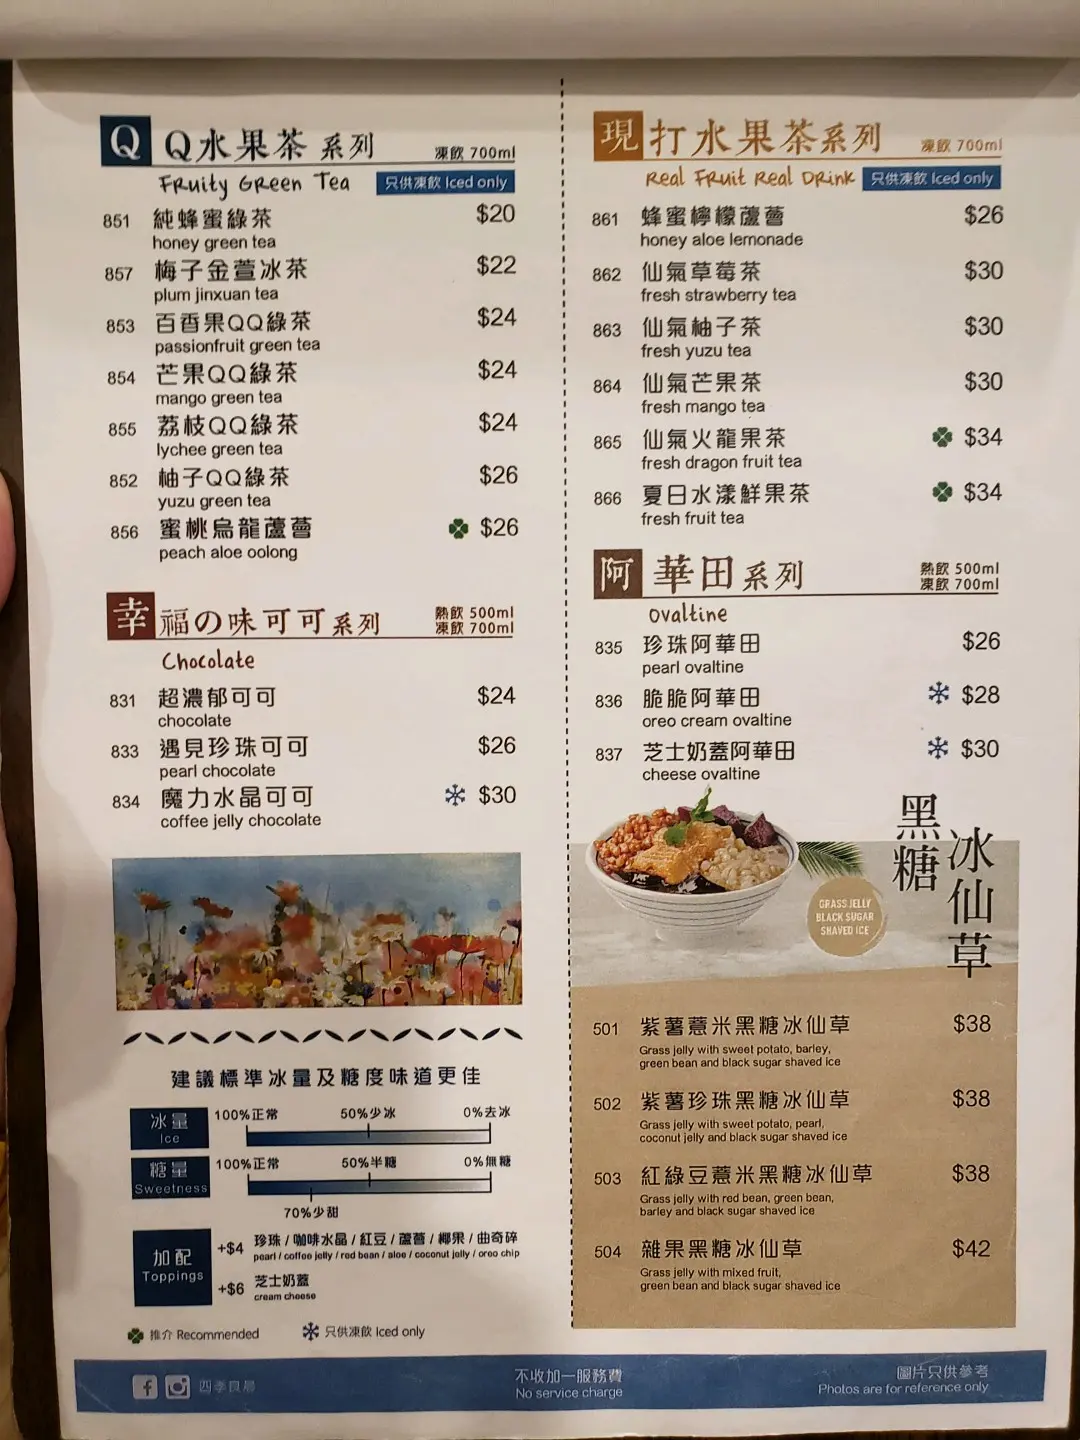 Q Q水果茶 系列 凍飲 700ml
Fruity Green Tea 只供凍飲 Iced only
851 純蜂蜜綠茶 $20
honey green tea
857 梅子金萱冰茶 $22
plum jinxuan tea
853 百香果QQ綠茶 $24
passionfruit green tea
854 芒果QQ綠茶 $24
mango green tea
855 荔枝QQ綠茶 $24
lychee green tea
852 柚子QQ綠茶 $26
yuzu green tea
856 蜜桃烏龍蘆薈 $26
peach aloe oolong
幸福の味可可系列 熱飲 500ml
凍飲 700ml
Chocolate
831 超濃郁可可 $24
chocolate
833 遇見珍珠可可 $26
pearl chocolate
834 魔力水晶可可 $30
coffee jelly chocolate
建議標準冰量及糖度味道更佳
冰量 100%正常 50%少冰 0%去冰
Ice
糖量 100%正常 50%半糖 0%無糖
Sweetness
70%少甜
加配
Toppings
+$4 珍珠 / 咖啡水晶 / 紅豆 / 蘆薈 / 椰果 / 曲奇碎
pearl / coffee jelly / red bean / aloe / coconut jelly / oreo chip
+$6 芝士奶蓋
cream cheese
推介 Recommended 只供凍飲 Iced only
現打水果茶系列 凍飲 700ml
Real Fruit Real Drink 只供凍飲 Iced only
861 蜂蜜檸檬蘆薈 $26
honey aloe lemonade
862 仙氣草莓茶 $30
fresh strawberry tea
863 仙氣柚子茶 $30
fresh yuzu tea
864 仙氣芒果茶 $30
fresh mango tea
865 仙氣火龍果茶 $34
fresh dragon fruit tea
866 夏日水漾鮮果茶 $34
fresh fruit tea
阿華田系列 熱飲 500ml
凍飲 700ml
Ovaltine
835 珍珠阿華田 $26
pearl ovaltine
836 脆脆阿華田 $28
oreo cream ovaltine
837 芝士奶蓋阿華田 $30
cheese ovaltine
黑糖
冰仙草
GRASS JELLY
BLACK SUGAR
SHAVED ICE
501 紫薯薏米黑糖冰仙草 $38
Grass jelly with sweet potato, barley,
green bean and black sugar shaved ice
502 紫薯珍珠黑糖冰仙草 $38
Grass jelly with sweet potato, pearl,
coconut jelly and black sugar shaved ice
503 紅綠豆薏米黑糖冰仙草 $38
Grass jelly with red bean, green bean,
barley and black sugar shaved ice
504 雜果黑糖冰仙草 $42
Grass jelly with mixed fruit,
green bean and black sugar shaved ice
四季良晨
不收加一服務費
No service charge
圖片只供參考
Photos are for reference only